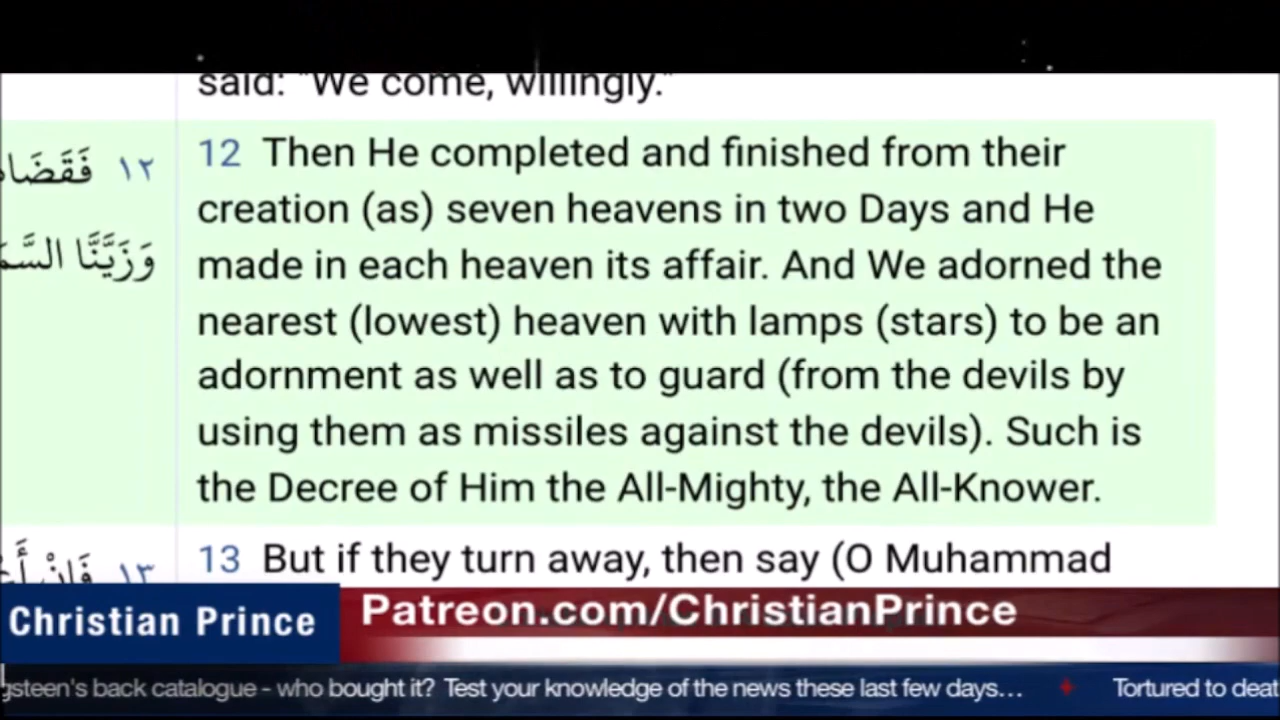 said: "We come, willingly."
12 Then He completed and finished from their
creation (as) seven heavens in two Days and He
made in each heaven its affair. And We adorned the
nearest (lowest) heaven with lamps (stars) to be an
adornment as well as to guard (from the devils by
using them as missiles against the devils). Such is
the Decree of Him the All-Mighty, the All-Knower.
١٢
وَزَيَّنَّا
13 But if they turn away, then say (O Muhammad
١٣
Christian Prince
Patreon.com/ChristianPrince
back catalogue - who bought it? Test your knowledge of the news these last few days... Tortured to